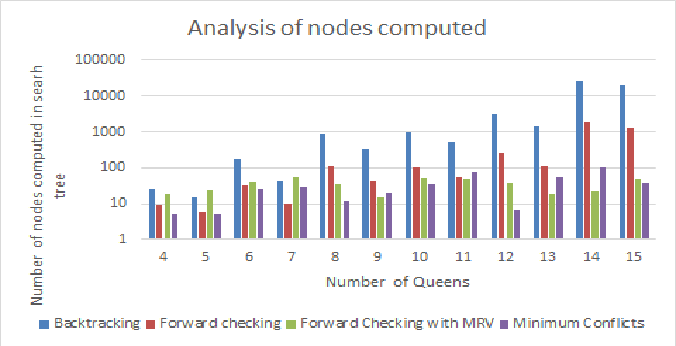 Analysis of nodes computed
Number of nodes computed in searh
tree
100000
10000
1000
100
10
1
4 5 6 7 8 9 10 11 12 13 14 15
Number of Queens
Backtracking Forward checking Forward Checking with MRV Minimum Conflicts